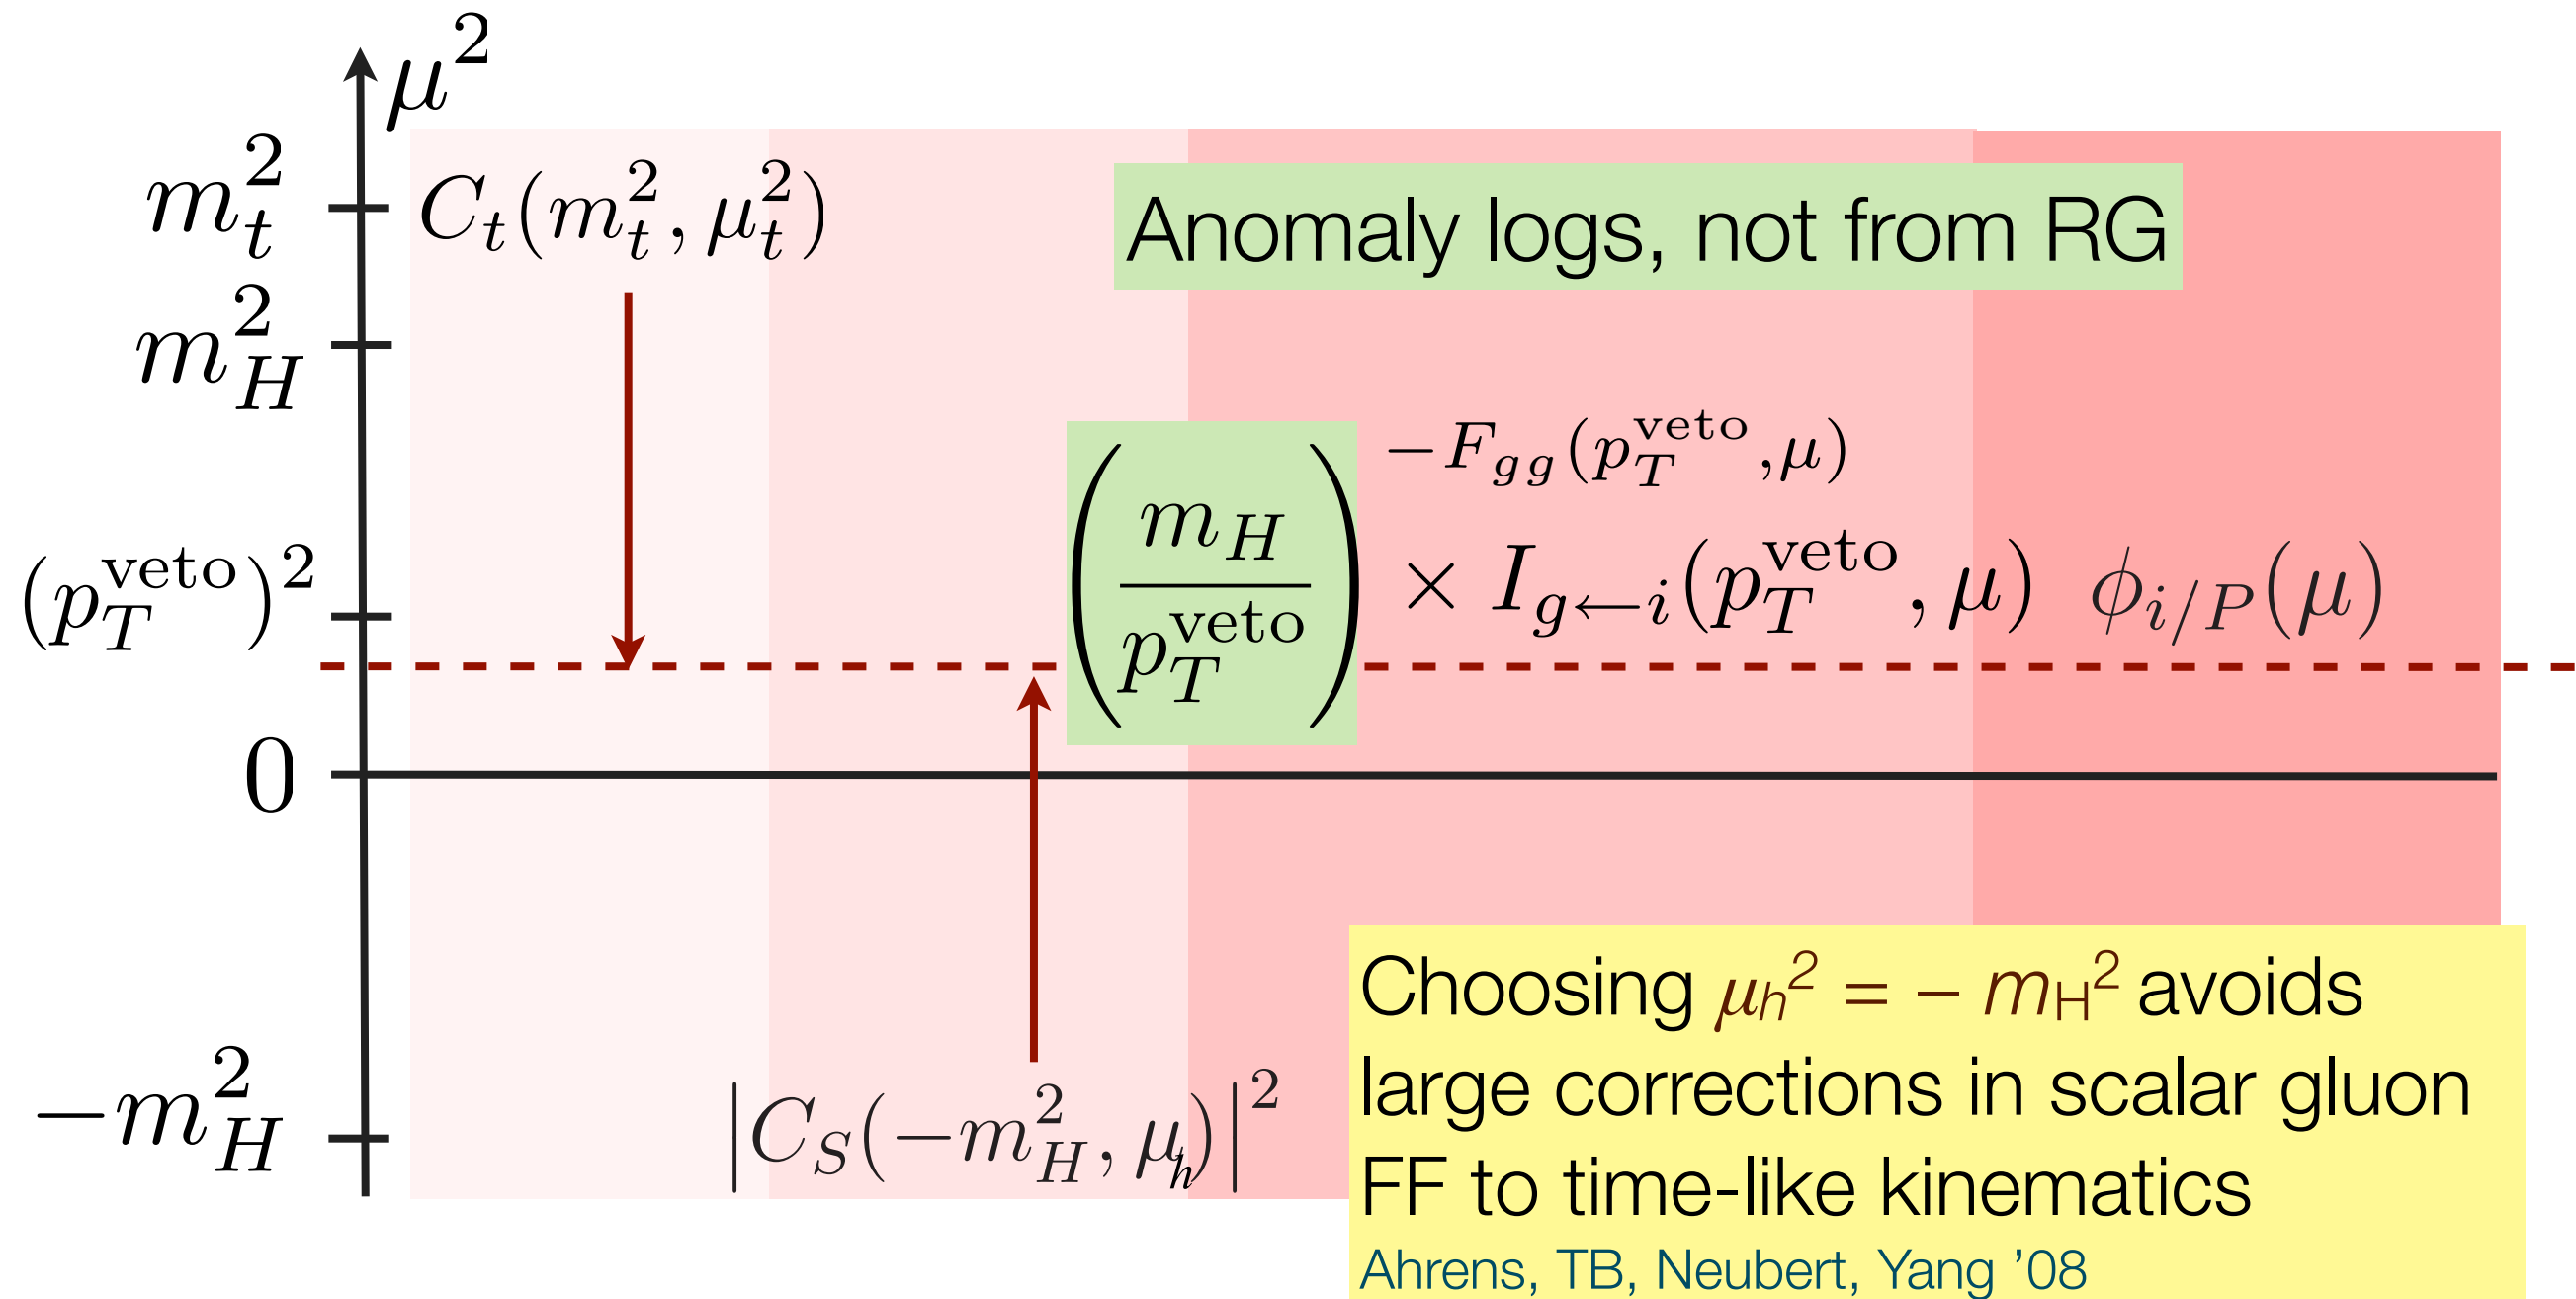 μ²
m_t²
C_t(m_t², μ_t²)
Anomaly logs, not from RG
m_H²
(m_H / p_T^veto)^{−F_gg(p_T^veto, μ)}
(p_T^veto)²
× I_{g←i}(p_T^veto, μ) ϕ_{i/P}(μ)
0
−m_H²
|C_S(−m_H², μ_h)|²
Choosing μ_h² = − m_H² avoids
large corrections in scalar gluon
FF to time-like kinematics
Ahrens, TB, Neubert, Yang ’08